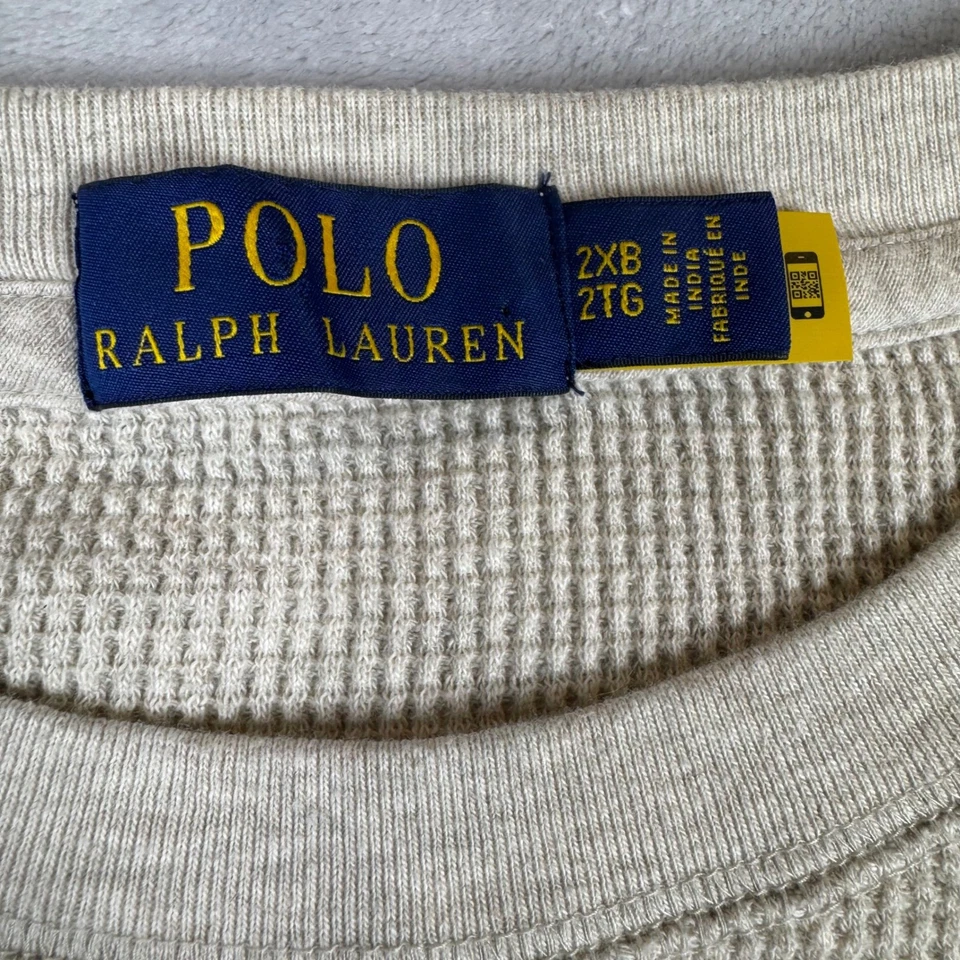 POLO
RALPH LAUREN
2XB
2TG
MADE IN
INDIA
FABRIQUÉ EN
INDE